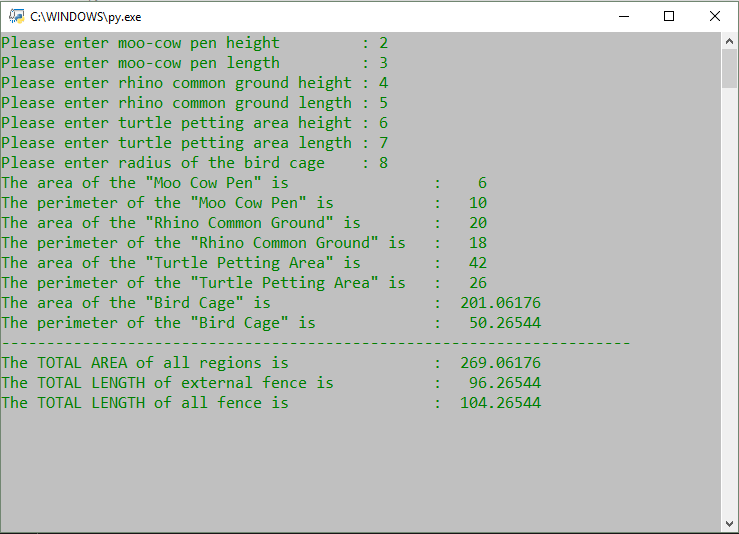 C:\WINDOWS\py.exe
Please enter moo-cow pen height         : 2
Please enter moo-cow pen length         : 3
Please enter rhino common ground height : 4
Please enter rhino common ground length : 5
Please enter turtle petting area height : 6
Please enter turtle petting area length : 7
Please enter radius of the bird cage    : 8
The area of the "Moo Cow Pen" is                :    6
The perimeter of the "Moo Cow Pen" is           :   10
The area of the "Rhino Common Ground" is        :   20
The perimeter of the "Rhino Common Ground" is   :   18
The area of the "Turtle Petting Area" is        :   42
The perimeter of the "Turtle Petting Area" is   :   26
The area of the "Bird Cage" is                  :  201.06176
The perimeter of the "Bird Cage" is             :   50.26544
----------------------------------------------------------------------
The TOTAL AREA of all regions is                :  269.06176
The TOTAL LENGTH of external fence is           :   96.26544
The TOTAL LENGTH of all fence is                :  104.26544